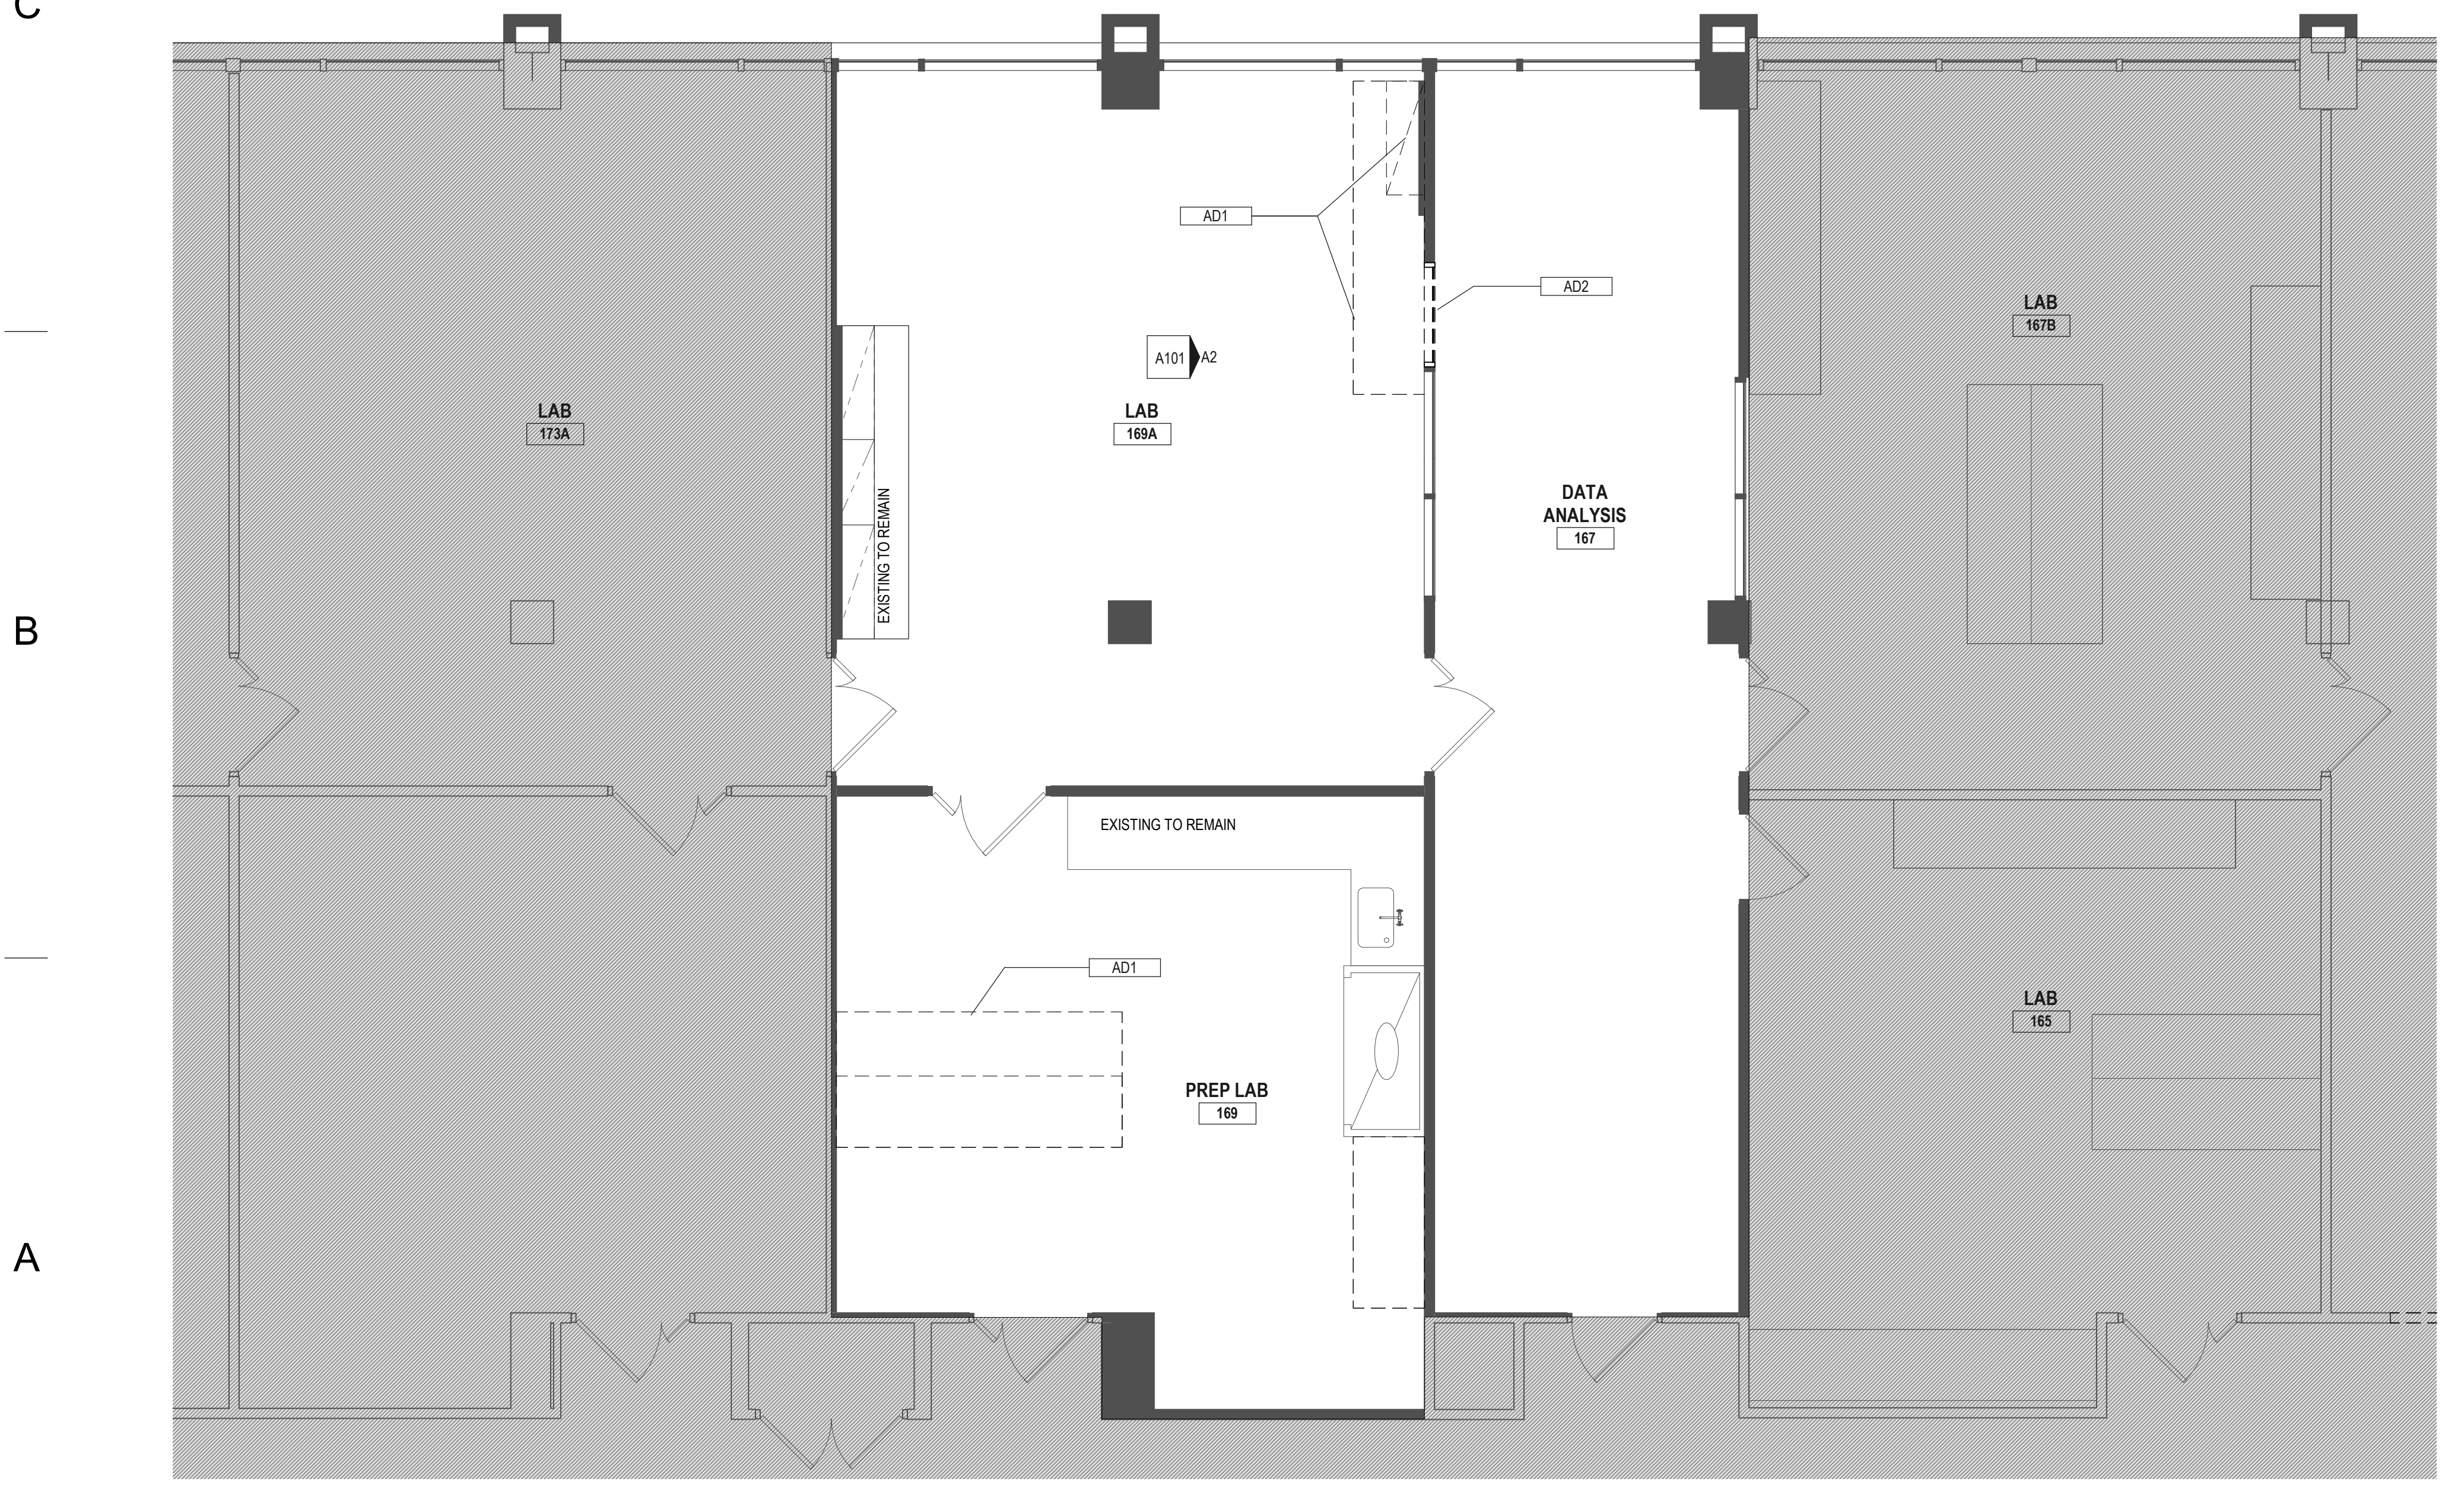 C
AD1
AD2
LAB
167B
A101
A2
LAB
173A
LAB
169A
DATA
ANALYSIS
167
EXISTING TO REMAIN
B
EXISTING TO REMAIN
AD1
LAB
165
PREP LAB
169
A